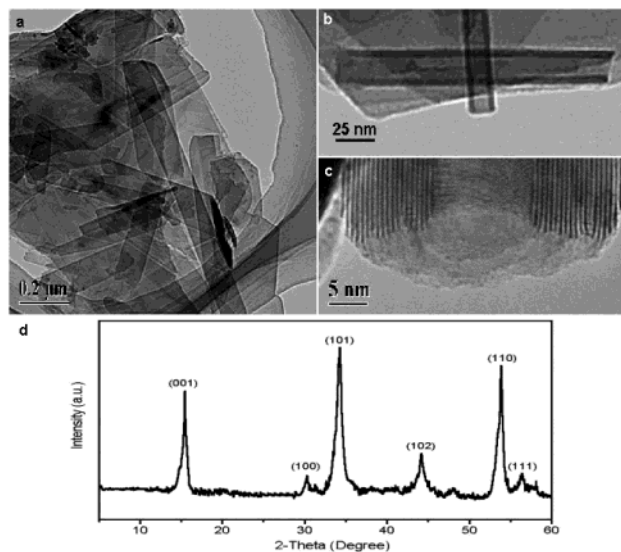 a
0.2 μm
b
25 nm
c
5 nm
d
Intensity (a.u.)
(001)
(100)
(101)
(102)
(110)
(111)
10 20 30 40 50 60
2-Theta (Degree)